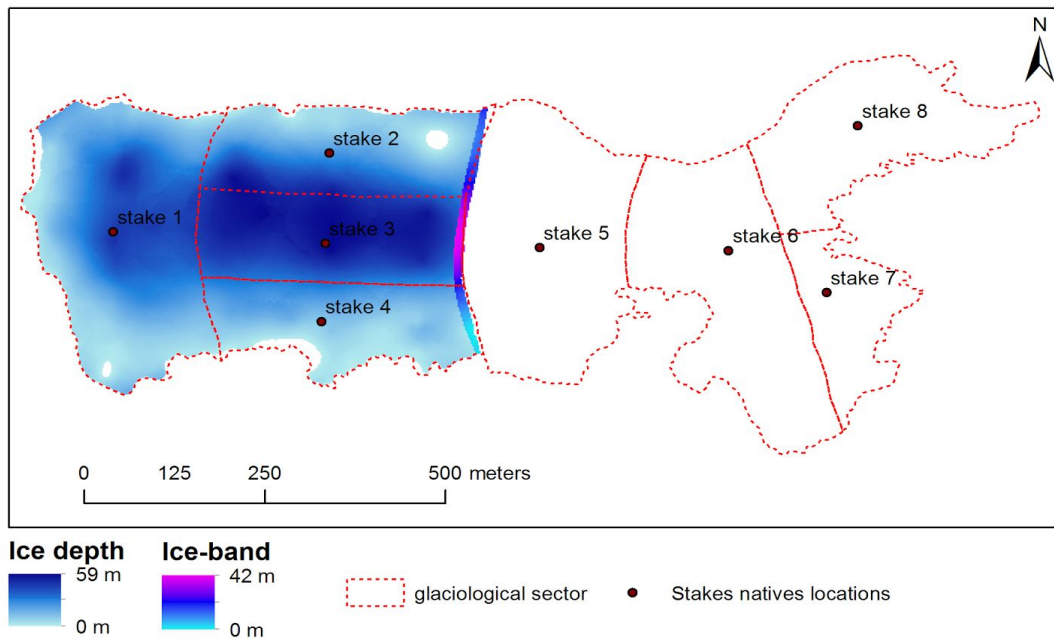 N
stake 8
stake 2
stake 1
stake 3
stake 5
stake 6
stake 7
stake 4
0 125 250 500 meters
Ice depth
59 m
0 m
Ice-band
42 m
0 m
glaciological sector
Stakes natives locations